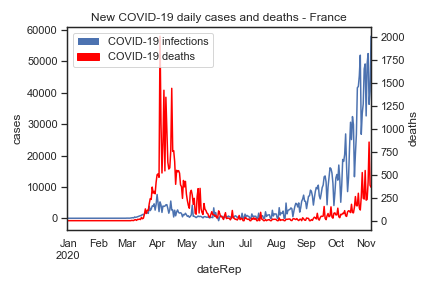 New COVID-19 daily cases and deaths - France
COVID-19 infections
COVID-19 deaths
60000
50000
40000
30000
20000
10000
0
cases
2000
1750
1500
1250
1000
750
500
250
0
deaths
Jan Feb Mar Apr May Jun Jul Aug Sep Oct Nov
2020
dateRep